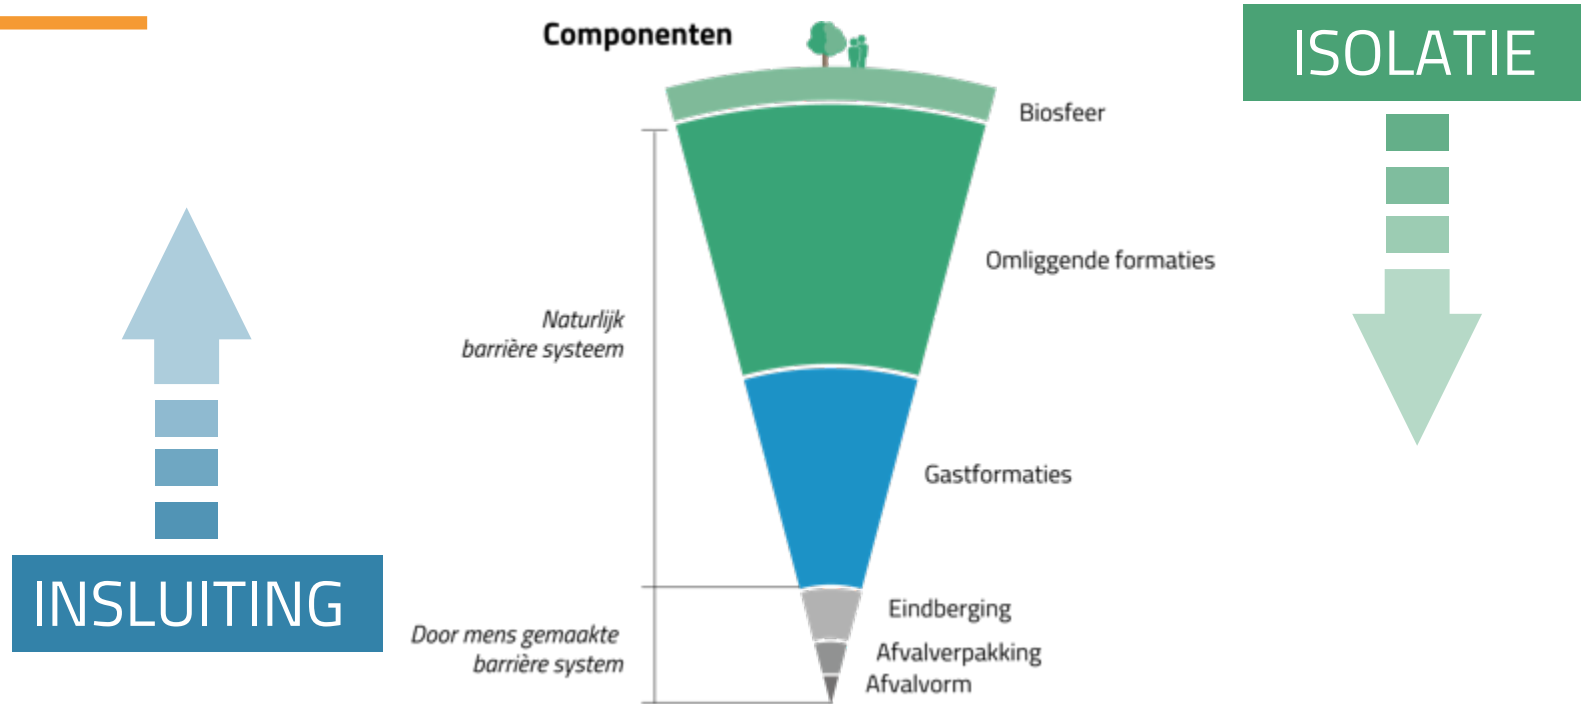 Componenten
ISOLATIE
Biosfeer
Omliggende formaties
Naturlijk
barrière systeem
Gastformaties
INSLUITING
Eindberging
Door mens gemaakte
barrière system
Afvalverpakking
Afvalvorm